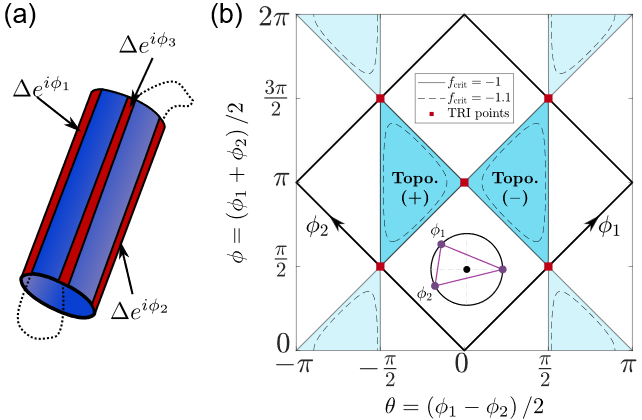 (a)
Δe^{iϕ_3}
Δe^{iϕ_1}
Δe^{iϕ_2}
(b)
2π
3π/2
π
π/2
0
ϕ = (ϕ_1 + ϕ_2) /2
f_crit = −1
f_crit = −1.1
TRI points
Topo.
(+)
Topo.
(−)
ϕ_2
ϕ_1
ϕ_1
ϕ_2
−π
−π/2
0
π/2
π
θ = (ϕ_1 − ϕ_2) /2